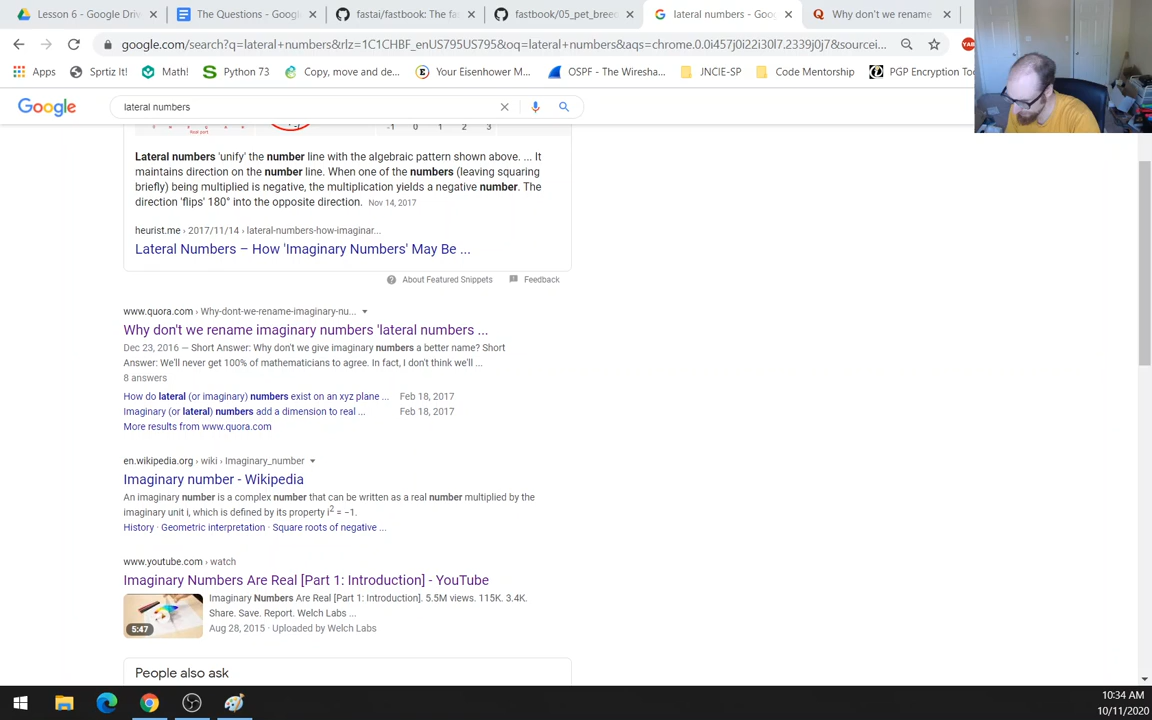 Lesson 6 - Google Driv
The Questions - Googl
fastai/fastbook: The fa
fastbook/05_pet_breed
lateral numbers - Goog
Why don't we rename
google.com/search?q=lateral+numbers&rlz=1C1CHBF_enUS795US795&oq=lateral+numbers&aqs=chrome.0.0i457j0i22i30l7.2339j0j7&sourcei...
Apps
Sprtiz It!
Math!
Python 73
Copy, move and de...
Your Eisenhower M...
OSPF - The Wiresha...
JNCIE-SP
Code Mentorship
PGP Encryption Too
Google
lateral numbers
-1 0 1 2 3
Lateral numbers 'unify' the number line with the algebraic pattern shown above. ... It
maintains direction on the number line. When one of the numbers (leaving squaring
briefly) being multiplied is negative, the multiplication yields a negative number. The
direction 'flips' 180° into the opposite direction. Nov 14, 2017
heurist.me › 2017/11/14 › lateral-numbers-how-imaginar...
Lateral Numbers – How 'Imaginary Numbers' May Be ...
About Featured Snippets
Feedback
www.quora.com › Why-dont-we-rename-imaginary-nu...
Why don't we rename imaginary numbers 'lateral numbers ...
Dec 23, 2016 — Short Answer: Why don't we give imaginary numbers a better name? Short
Answer: We'll never get 100% of mathematicians to agree. In fact, I don't think we'll ...
8 answers
How do lateral (or imaginary) numbers exist on an xyz plane ... Feb 18, 2017
Imaginary (or lateral) numbers add a dimension to real ... Feb 18, 2017
More results from www.quora.com
en.wikipedia.org › wiki › Imaginary_number
Imaginary number - Wikipedia
An imaginary number is a complex number that can be written as a real number multiplied by the
imaginary unit i, which is defined by its property i² = −1.
History · Geometric interpretation · Square roots of negative ...
www.youtube.com › watch
Imaginary Numbers Are Real [Part 1: Introduction] - YouTube
Imaginary Numbers Are Real [Part 1: Introduction]. 5.5M views. 115K. 3.4K.
Share. Save. Report. Welch Labs ...
5:47
Aug 28, 2015 · Uploaded by Welch Labs
People also ask
10:34 AM
10/11/2020